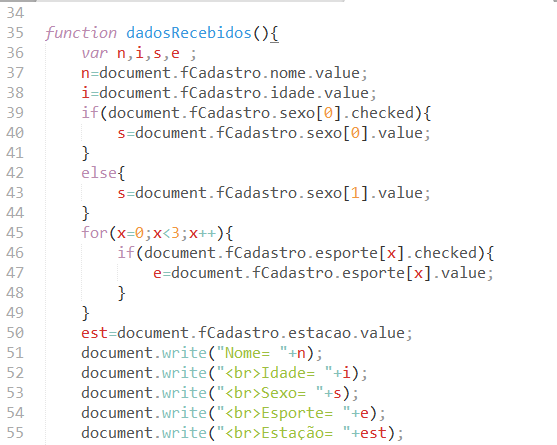 34
35 function dadosRecebidos(){
36 var n,i,s,e ;
37 n=document.fCadastro.nome.value;
38 i=document.fCadastro.idade.value;
39 if(document.fCadastro.sexo[0].checked){
40 s=document.fCadastro.sexo[0].value;
41 }
42 else{
43 s=document.fCadastro.sexo[1].value;
44 }
45 for(x=0;x<3;x++){
46 if(document.fCadastro.esporte[x].checked){
47 e=document.fCadastro.esporte[x].value;
48 }
49 }
50 est=document.fCadastro.estacao.value;
51 document.write("Nome= "+n);
52 document.write("<br>Idade= "+i);
53 document.write("<br>Sexo= "+s);
54 document.write("<br>Esporte= "+e);
55 document.write("<br>Estação= "+est);